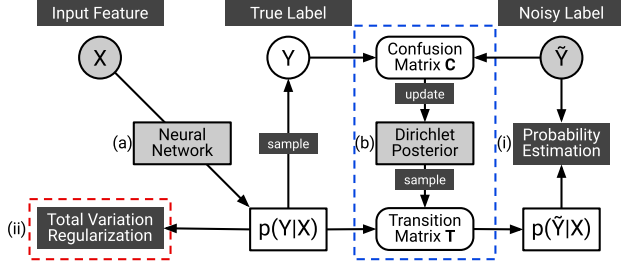 Input Feature
True Label
Noisy Label
X
Y
Confusion
Matrix C
Ỹ
update
(a)
Neural
Network
sample
(b)
Dirichlet
Posterior
(i)
Probability
Estimation
sample
(ii)
Total Variation
Regularization
p(Y|X)
Transition
Matrix T
p(Ỹ|X)